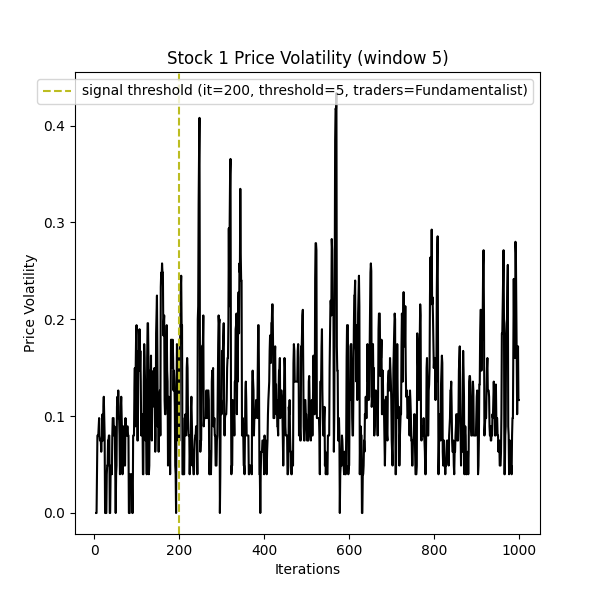 Stock 1 Price Volatility (window 5)
signal threshold (it=200, threshold=5, traders=Fundamentalist)
Price Volatility
0.4
0.3
0.2
0.1
0.0
0 200 400 600 800 1000
Iterations